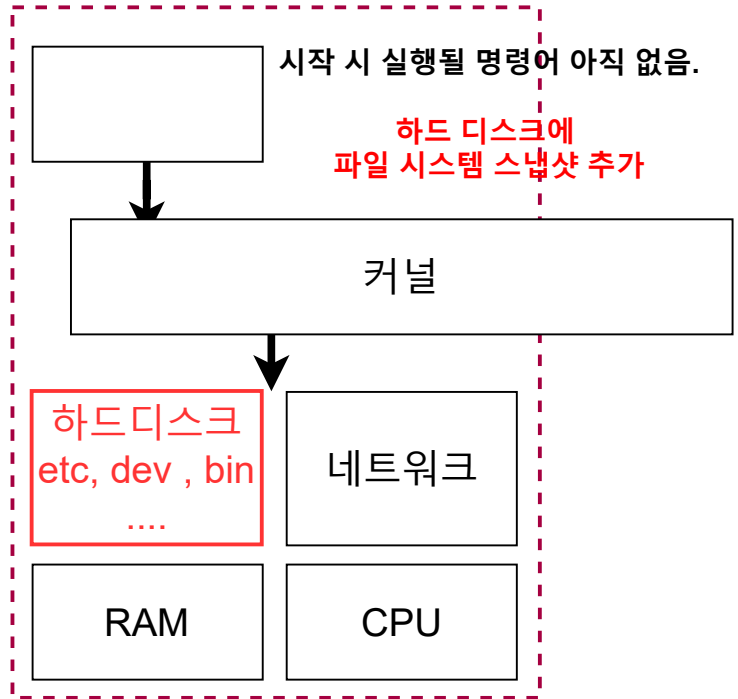 시작 시 실행될 명령어 아직 없음.
하드 디스크에
파일 시스템 스냅샷 추가
커널
하드디스크
etc, dev , bin
....
네트워크
RAM
CPU